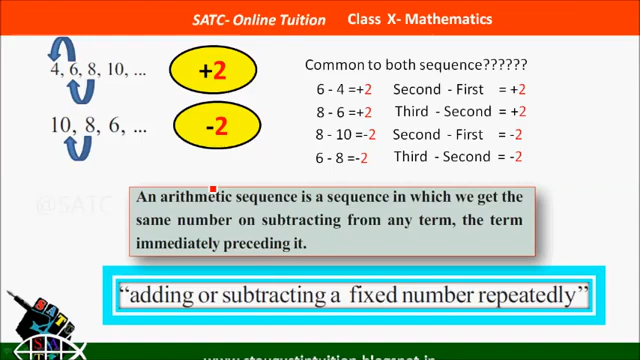 SATC- Online Tuition Class X- Mathematics
4, 6, 8, 10, ... +2
10, 8, 6, ... -2
Common to both sequence??????
6 - 4 =+2 Second - First = +2
8 - 6 =+2 Third - Second = +2
8 - 10 =-2 Second - First = -2
6 - 8 =-2 Third - Second = -2
@SATC
An arithmetic sequence is a sequence in which we get the
same number on subtracting from any term, the term
immediately preceding it.
“adding or subtracting a fixed number repeatedly”
SATS